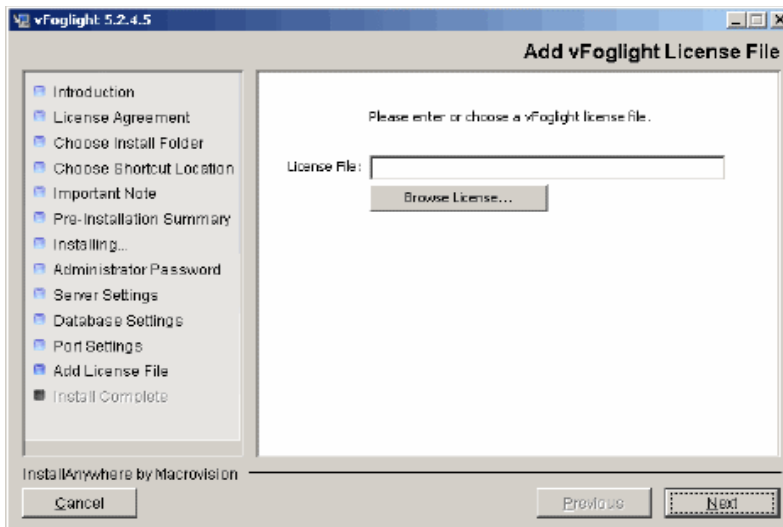 vFoglight 5.2.4.5
Add vFoglight License File
Introduction
License Agreement
Choose Install Folder
Choose Shortcut Location
Important Note
Pre-Installation Summary
Installing...
Administrator Password
Server Settings
Database Settings
Port Settings
Add License File
Install Complete
Please enter or choose a vFoglight license file.
License File:
Browse License...
InstallAnywhere by Macrovision
Cancel
Previous
Next